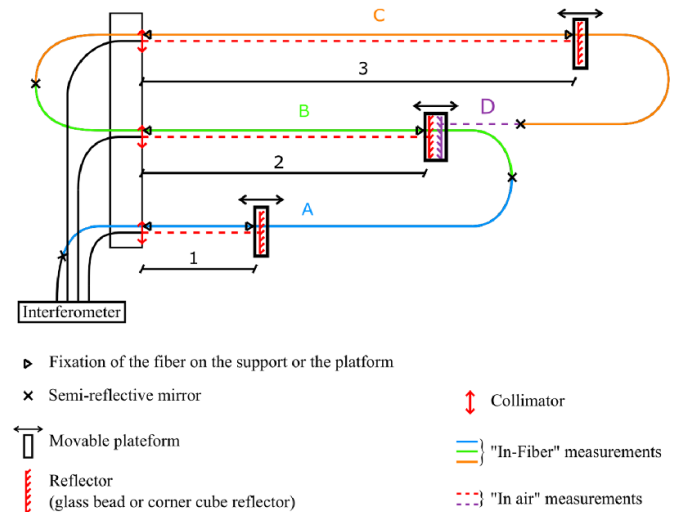 C
3
B
D
2
A
1
Interferometer
Fixation of the fiber on the support or the platform
Semi-reflective mirror
Collimator
Movable plateform
"In-Fiber" measurements
Reflector
(glass bead or corner cube reflector)
"In air" measurements